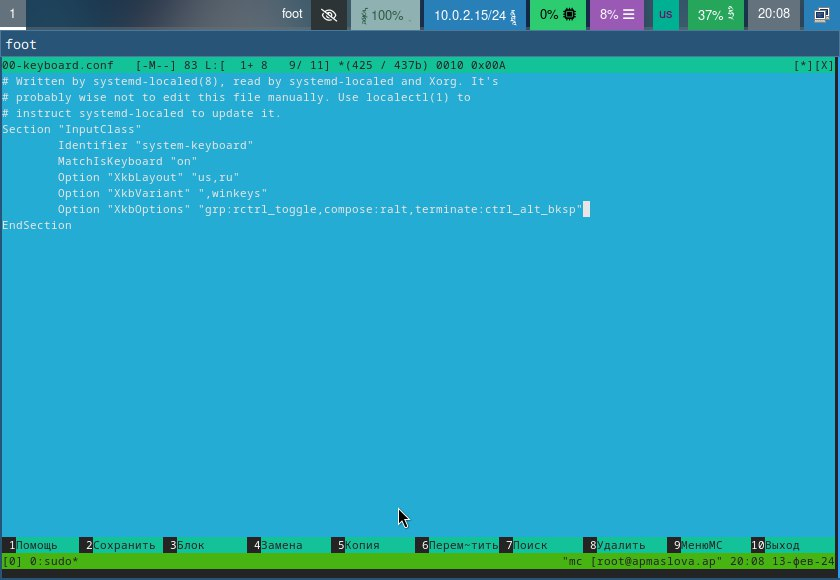 1 foot 100% 10.0.2.15/24 0% 8% us 37% 20:08
foot
00-keyboard.conf [-M--] 83 L:[ 1+ 8 9/ 11] *(425 / 437b) 0010 0x00A [*][X]
# Written by systemd-localed(8), read by systemd-localed and Xorg. It's
# probably wise not to edit this file manually. Use localectl(1) to
# instruct systemd-localed to update it.
Section "InputClass"
Identifier "system-keyboard"
MatchIsKeyboard "on"
Option "XkbLayout" "us,ru"
Option "XkbVariant" ",winkeys"
Option "XkbOptions" "grp:rctrl_toggle,compose:ralt,terminate:ctrl_alt_bksp"
EndSection
1Помощь 2Сохранить 3Блок 4Замена 5Копия 6Перем~тить 7Поиск 8Удалить 9МенюMC 10Выход
[0] 0:sudo* "mc [root@apmaslova.ap" 20:08 13-фев-24